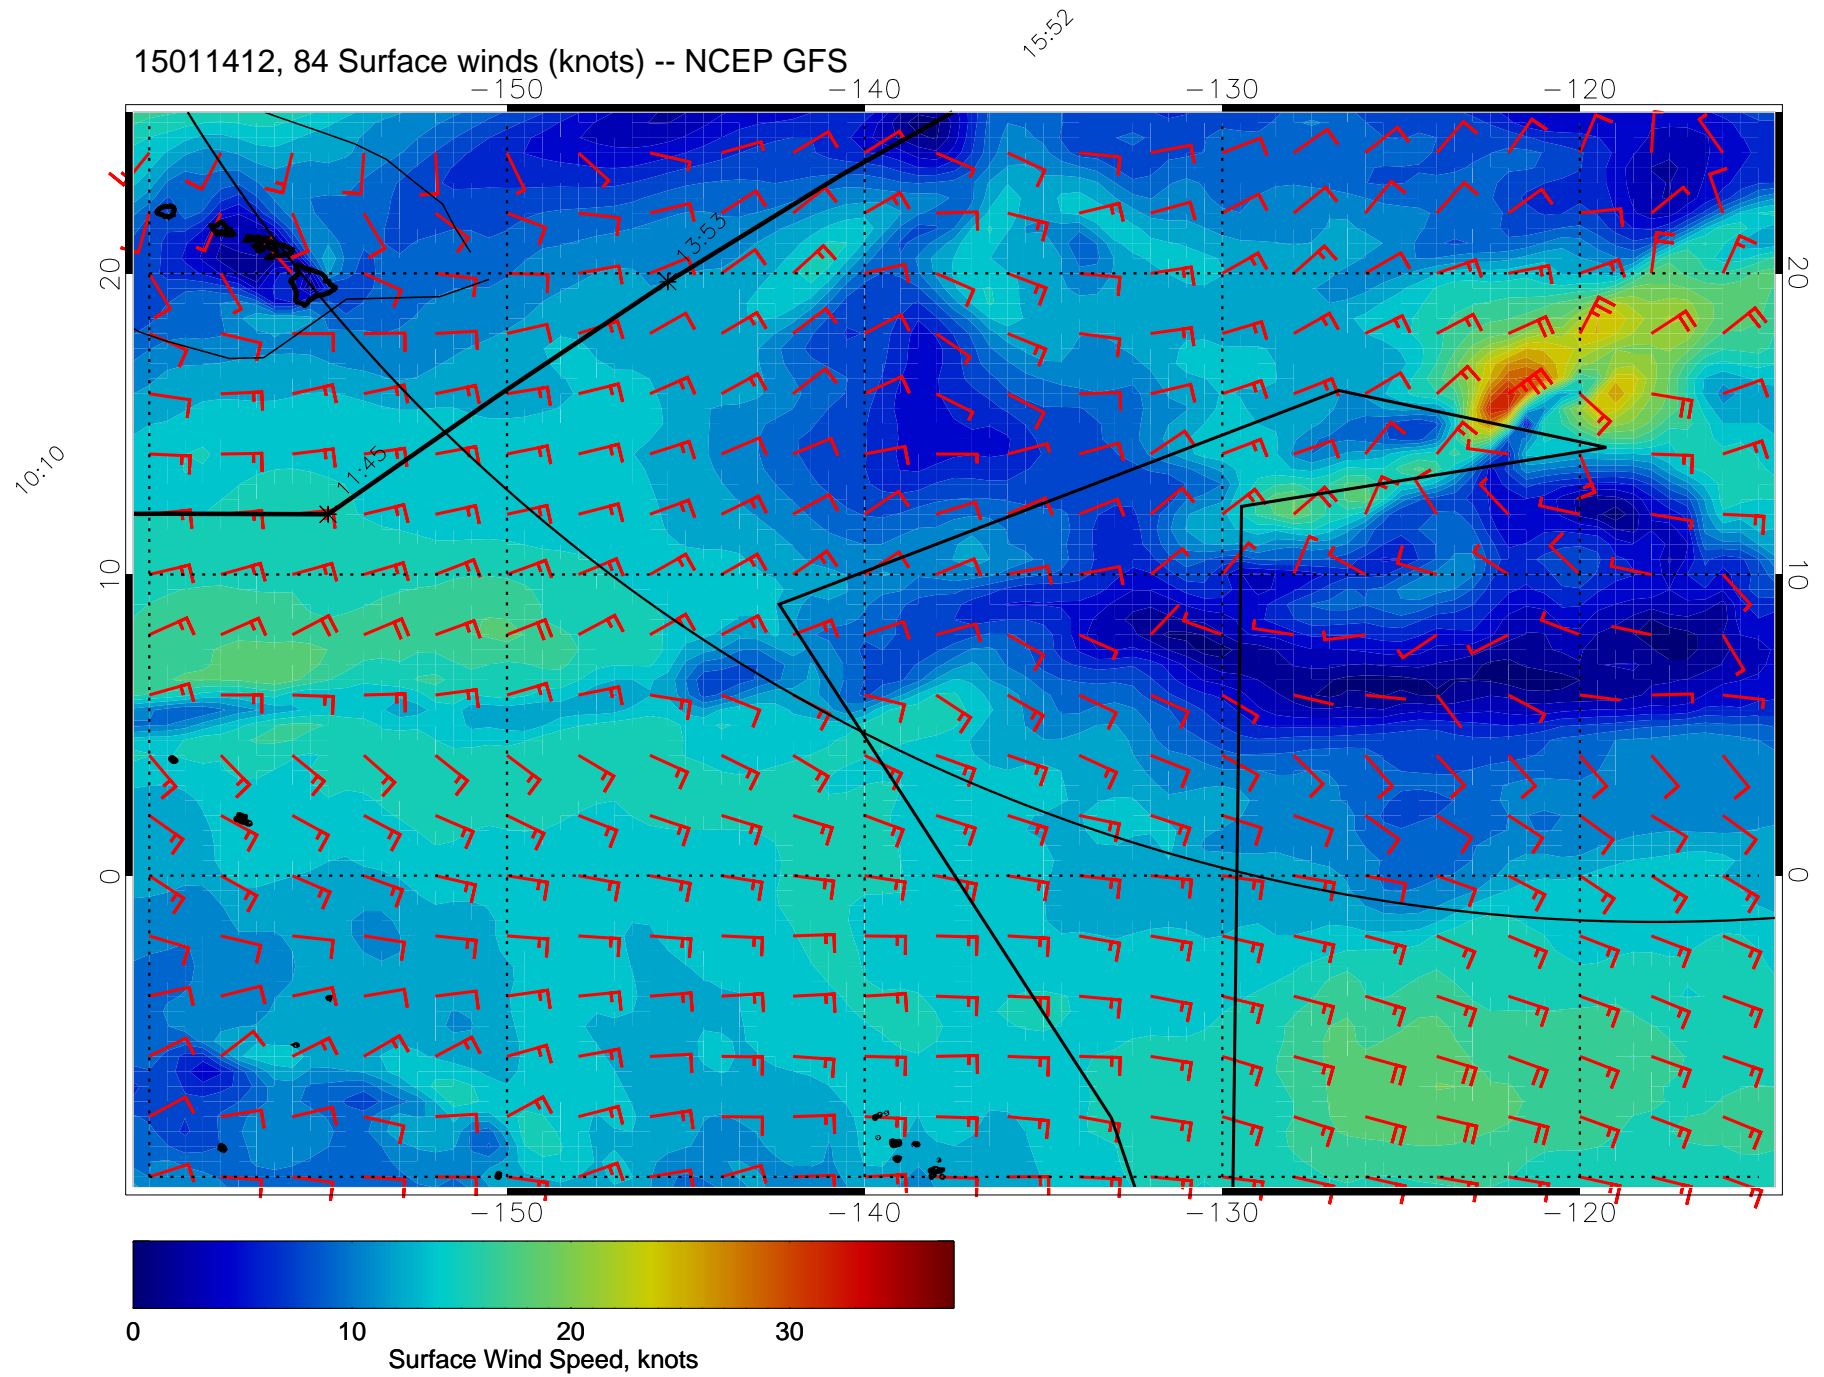 15:52
15011412, 84 Surface winds (knots) -- NCEP GFS
-150 -140 -130 -120
13:53
20 20
11:45
10:10
10 10
0 0
-150 -140 -130 -120
0 10 20 30
Surface Wind Speed, knots